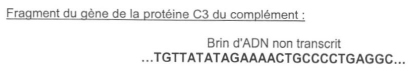 Fragment du gène de la protéine C3 du complément :
Brin d'ADN non transcrit
...TGTTATATAGAAAACTGCCCCTGAGGC...